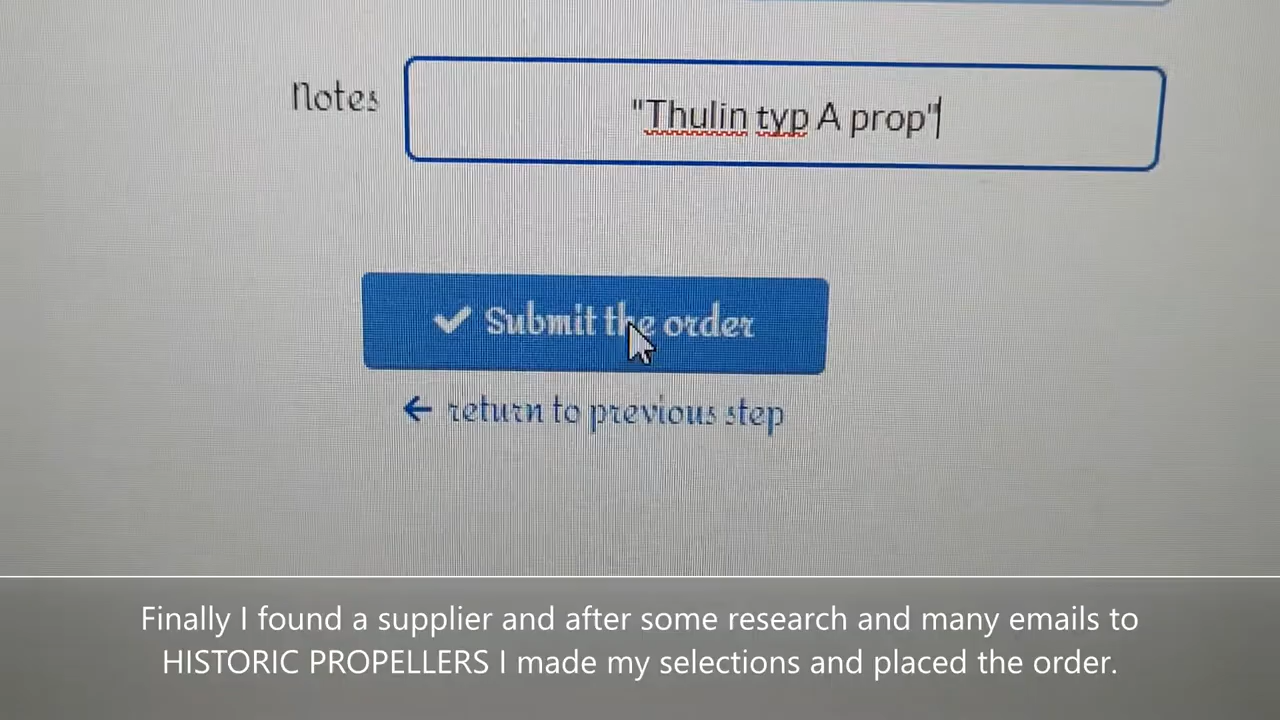 Notes
"Thulin typ A prop"
Submit the order
return to previous step
Finally I found a supplier and after some research and many emails to
HISTORIC PROPELLERS I made my selections and placed the order.